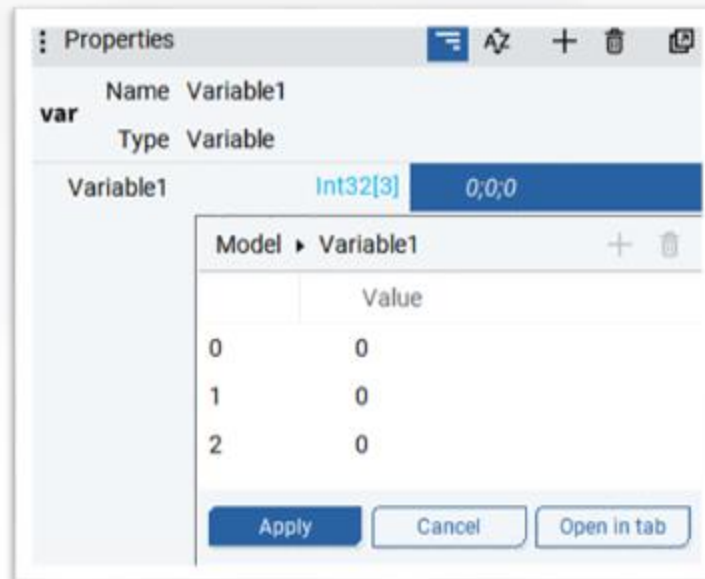 Properties
Name Variable1
var
Type Variable
Variable1 Int32[3] 0;0;0
Model ▸ Variable1
Value
0 0
1 0
2 0
Apply Cancel Open in tab